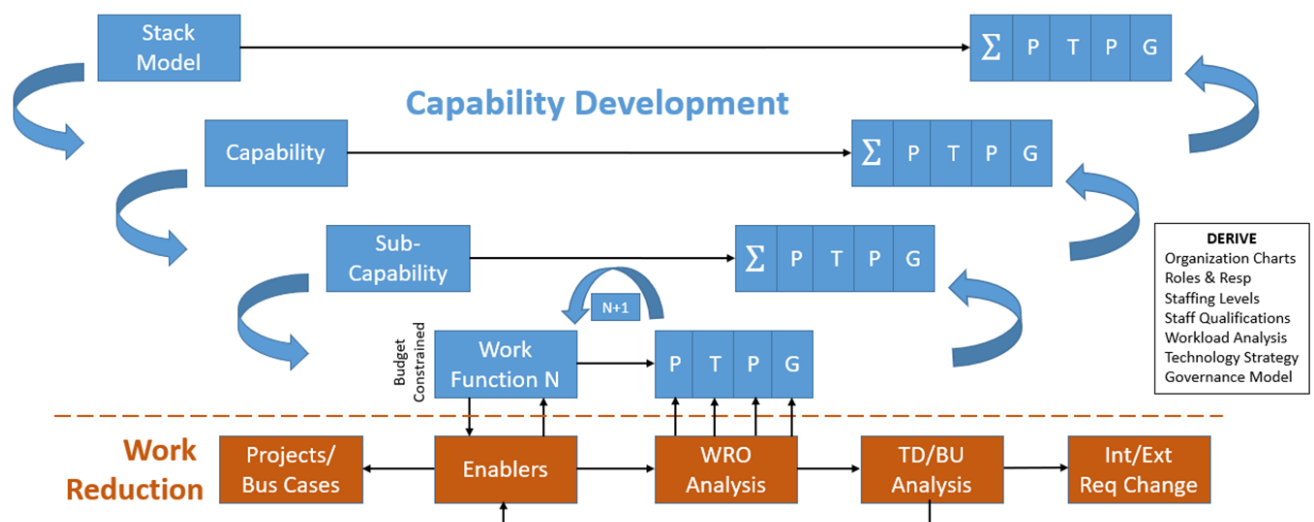 Stack
Model
Σ P T P G
Capability Development
Capability
Σ P T P G
Sub-
Capability
Σ P T P G
DERIVE
Organization Charts
Roles & Resp
Staffing Levels
Staff Qualifications
Workload Analysis
Technology Strategy
Governance Model
N+1
Budget
Constrained
Work
Function N
P T P G
Work
Reduction
Projects/
Bus Cases
Enablers
WRO
Analysis
TD/BU
Analysis
Int/Ext
Req Change